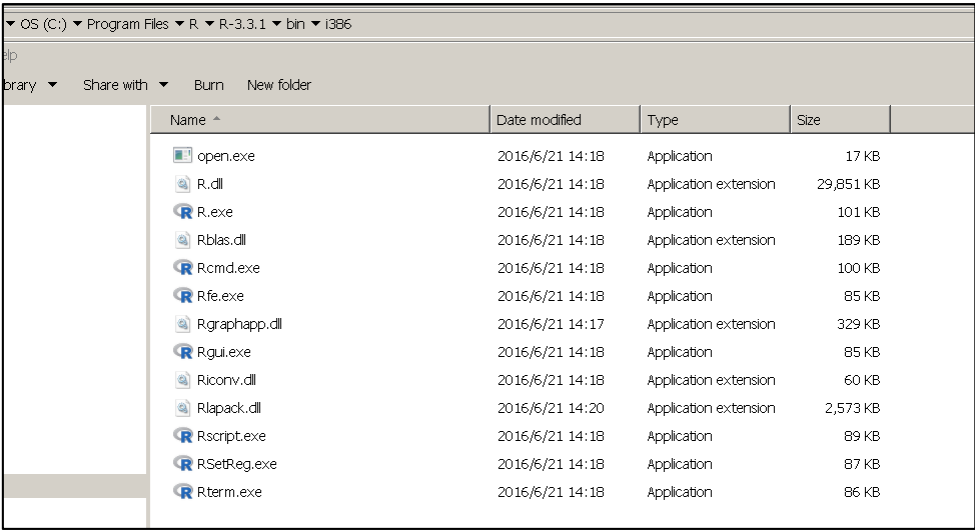 OS (C:) Program Files R R-3.3.1 bin i386
elp
brary Share with Burn New folder
Name Date modified Type Size
open.exe 2016/6/21 14:18 Application 17 KB
R.dll 2016/6/21 14:18 Application extension 29,851 KB
R.exe 2016/6/21 14:18 Application 101 KB
Rblas.dll 2016/6/21 14:18 Application extension 189 KB
Rcmd.exe 2016/6/21 14:18 Application 100 KB
Rfe.exe 2016/6/21 14:18 Application 85 KB
Rgraphapp.dll 2016/6/21 14:17 Application extension 329 KB
Rgui.exe 2016/6/21 14:18 Application 85 KB
Riconv.dll 2016/6/21 14:18 Application extension 60 KB
Rlapack.dll 2016/6/21 14:20 Application extension 2,573 KB
Rscript.exe 2016/6/21 14:18 Application 89 KB
RSetReg.exe 2016/6/21 14:18 Application 87 KB
Rterm.exe 2016/6/21 14:18 Application 86 KB